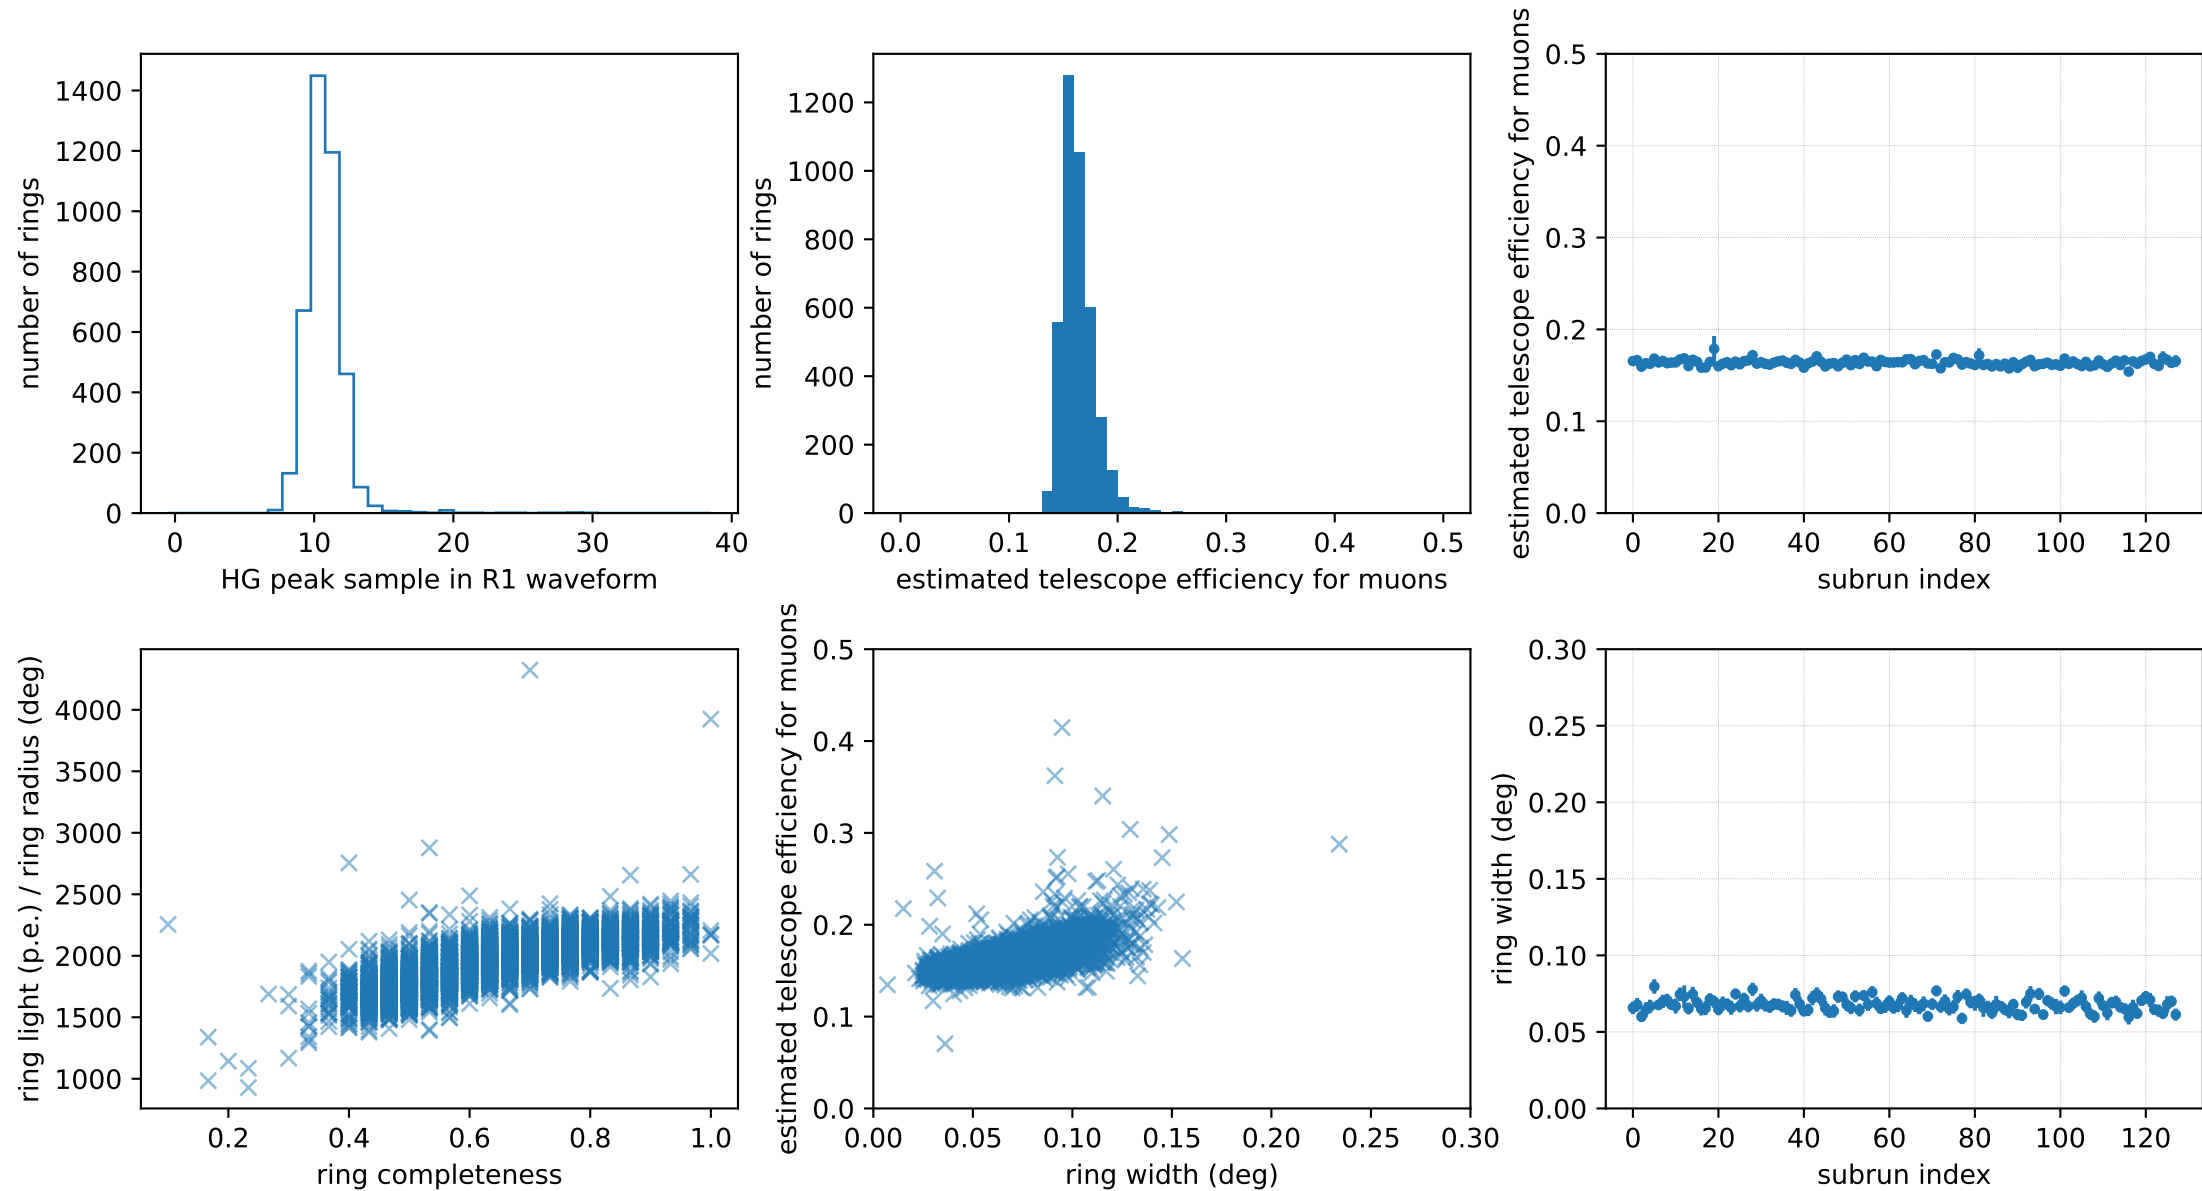 number of rings
1400
1200
1000
800
600
400
200
0
0 10 20 30 40
HG peak sample in R1 waveform
number of rings
1200
1000
800
600
400
200
0
0.0 0.1 0.2 0.3 0.4 0.5
estimated telescope efficiency for muons
estimated telescope efficiency for muons
0.5
0.4
0.3
0.2
0.1
0.0
0 20 40 60 80 100 120
subrun index
ring light (p.e.) / ring radius (deg)
4000
3500
3000
2500
2000
1500
1000
0.2 0.4 0.6 0.8 1.0
ring completeness
estimated telescope efficiency for muons
0.5
0.4
0.3
0.2
0.1
0.0
0.00 0.05 0.10 0.15 0.20 0.25 0.30
ring width (deg)
ring width (deg)
0.30
0.25
0.20
0.15
0.10
0.05
0.00
0 20 40 60 80 100 120
subrun index